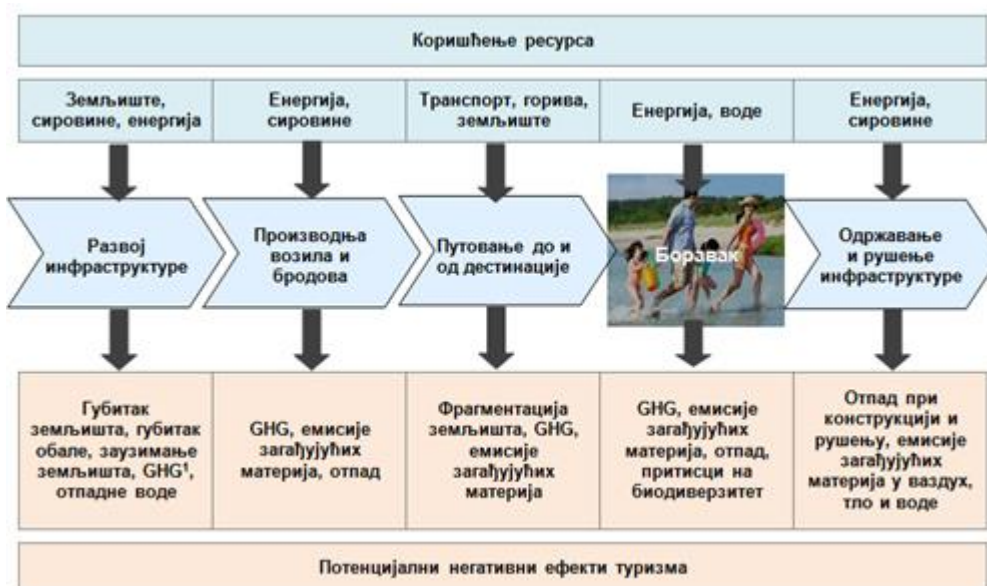 Коришћење ресурса
Земљиште,
сировине, енергија
Енергија,
сировине
Транспорт, горива,
земљиште
Енергија, воде
Енергија,
сировине
Развој
инфраструктуре
Производња
возила и
бродова
Путовање до и
од дестинације
Боравак
Одржавање
и рушење
инфраструктуре
Губитак
земљишта, губитак
обале, заузимање
земљишта, GHG¹,
отпадне воде
GHG, емисије
загађујућих
материја, отпад
Фрагментација
земљишта, GHG,
емисије
загађујућих
материја
GHG, емисије
загађујућих
материја, отпад,
притисци на
биодиверзитет
Отпад при
конструкцији и
рушењу, емисије
загађујућих
материја у ваздух,
тло и воде
Потенцијални негативни ефекти туризма